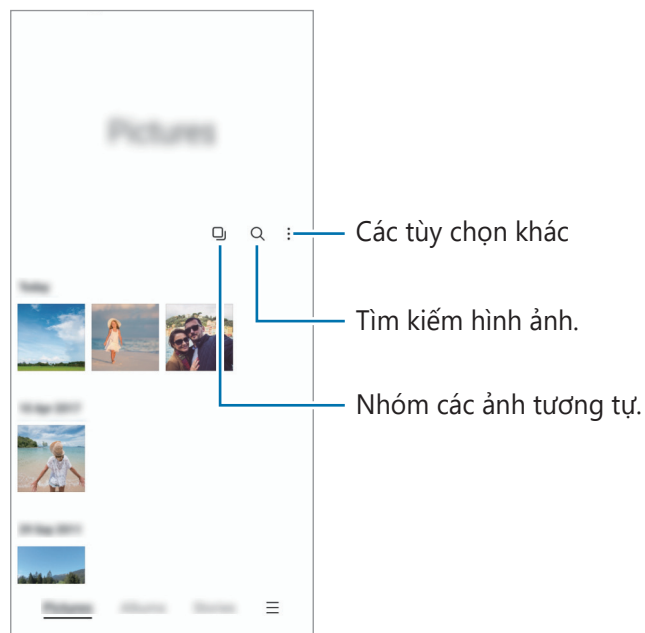 Pictures
Các tùy chọn khác
Today
Tìm kiếm hình ảnh.
Nhóm các ảnh tương tự.
Pictures Albums Stories